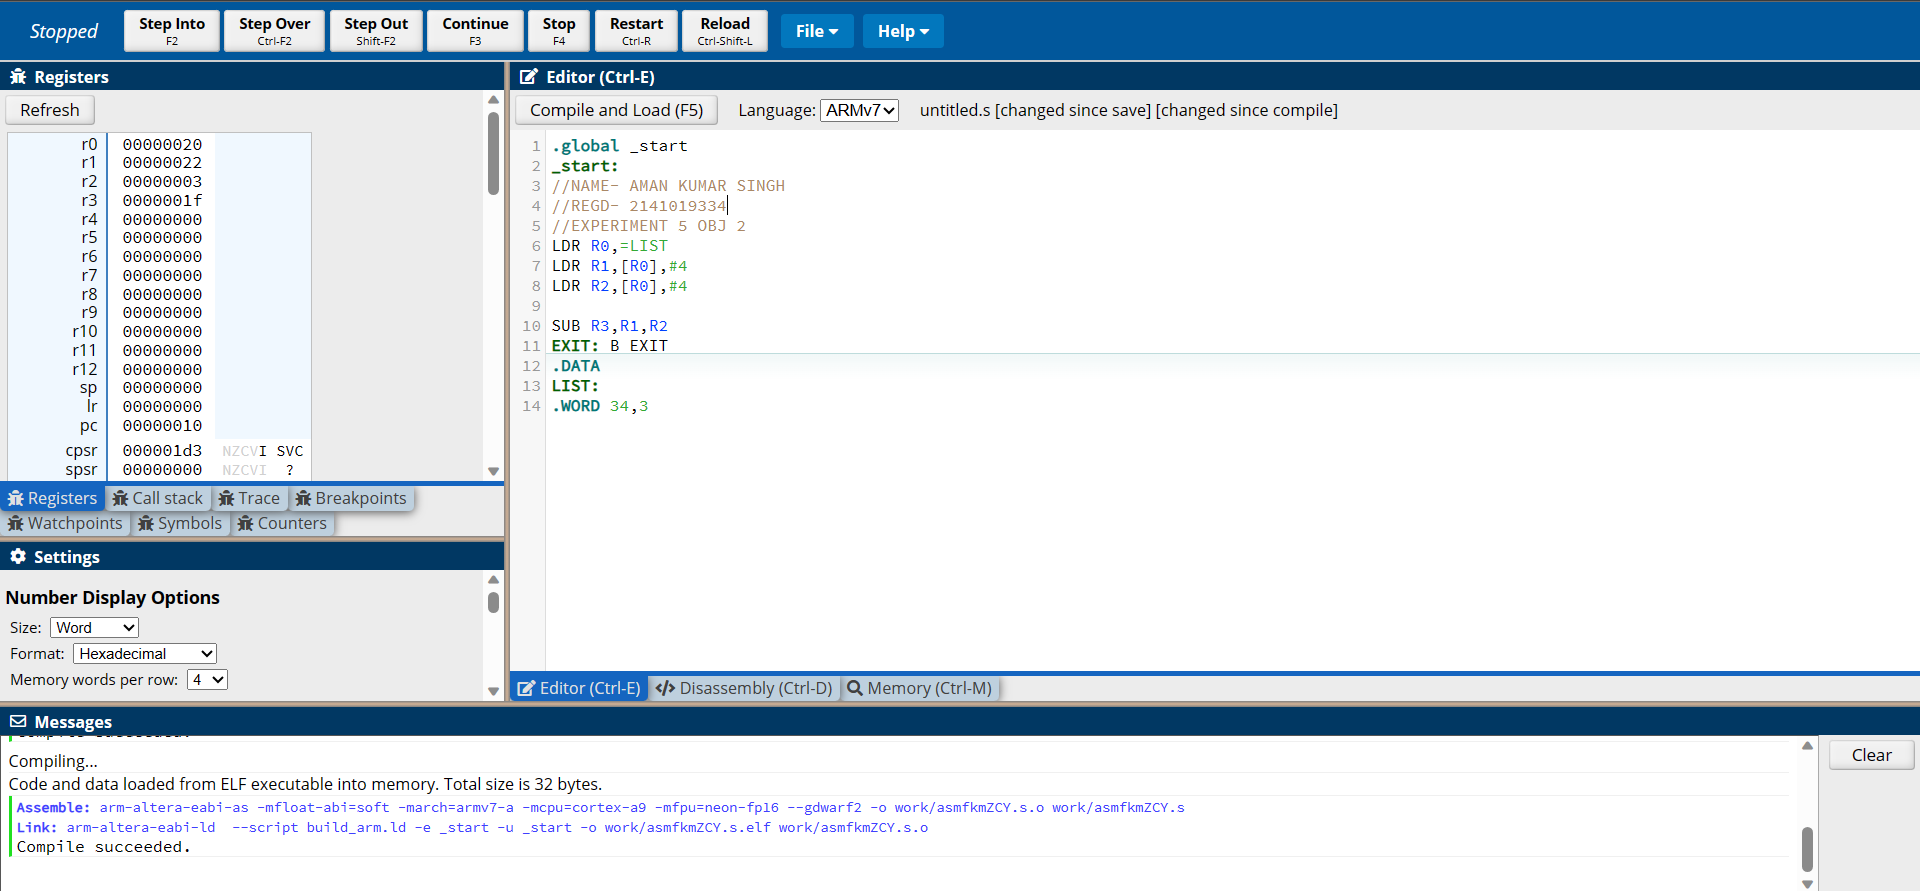 Stopped
Step Into
F2
Step Over
Ctrl-F2
Step Out
Shift-F2
Continue
F3
Stop
F4
Restart
Ctrl-R
Reload
Ctrl-Shift-L
File
Help
Registers
Refresh
r0 00000020
r1 00000022
r2 00000003
r3 0000001f
r4 00000000
r5 00000000
r6 00000000
r7 00000000
r8 00000000
r9 00000000
r10 00000000
r11 00000000
r12 00000000
sp 00000000
lr 00000000
pc 00000010
cpsr 000001d3 NZCVI SVC
spsr 00000000 NZCVI ?
Registers Call stack Trace Breakpoints
Watchpoints Symbols Counters
Settings
Number Display Options
Size: Word
Format: Hexadecimal
Memory words per row: 4
Editor (Ctrl-E)
Compile and Load (F5) Language: ARMv7 untitled.s [changed since save] [changed since compile]
1 .global _start
2 _start:
3 //NAME- AMAN KUMAR SINGH
4 //REGD- 2141019334
5 //EXPERIMENT 5 OBJ 2
6 LDR R0,=LIST
7 LDR R1,[R0],#4
8 LDR R2,[R0],#4
9
10 SUB R3,R1,R2
11 EXIT: B EXIT
12 .DATA
13 LIST:
14 .WORD 34,3
Editor (Ctrl-E) Disassembly (Ctrl-D) Memory (Ctrl-M)
Messages
Compile succeeded.
Compiling...
Code and data loaded from ELF executable into memory. Total size is 32 bytes.
Assemble: arm-altera-eabi-as -mfloat-abi=soft -march=armv7-a -mcpu=cortex-a9 -mfpu=neon-fp16 --gdwarf2 -o work/asmfkmZCY.s.o work/asmfkmZCY.s
Link: arm-altera-eabi-ld --script build_arm.ld -e _start -u _start -o work/asmfkmZCY.s.elf work/asmfkmZCY.s.o
Compile succeeded.
Clear